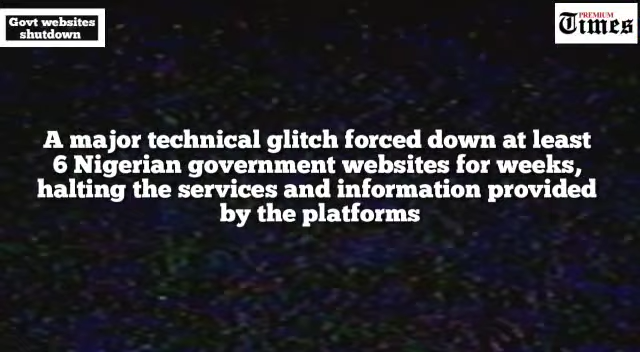 Govt websites
shutdown
PREMIUM
Times
A major technical glitch forced down at least
6 Nigerian government websites for weeks,
halting the services and information provided
by the platforms